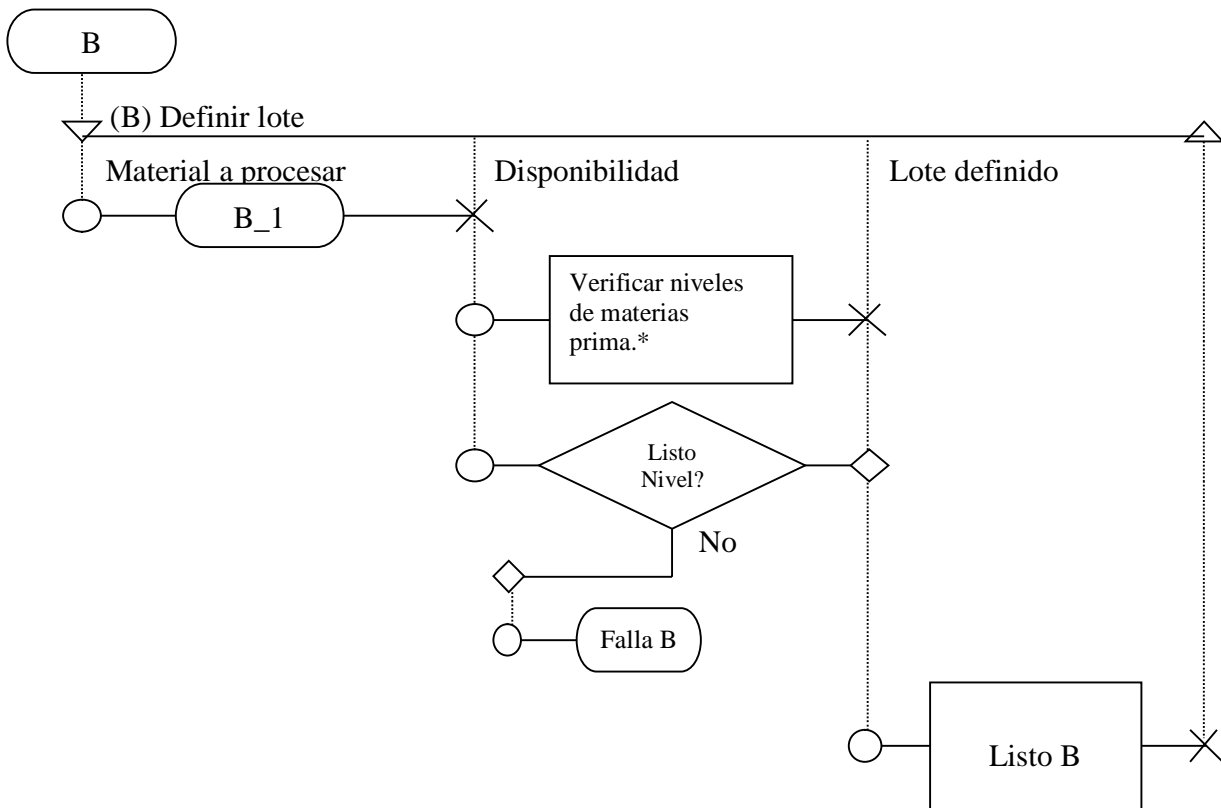 B
(B) Definir lote
Material a procesar
Disponibilidad
Lote definido
B_1
Verificar niveles
de materias
prima.*
Listo
Nivel?
No
Falla B
Listo B